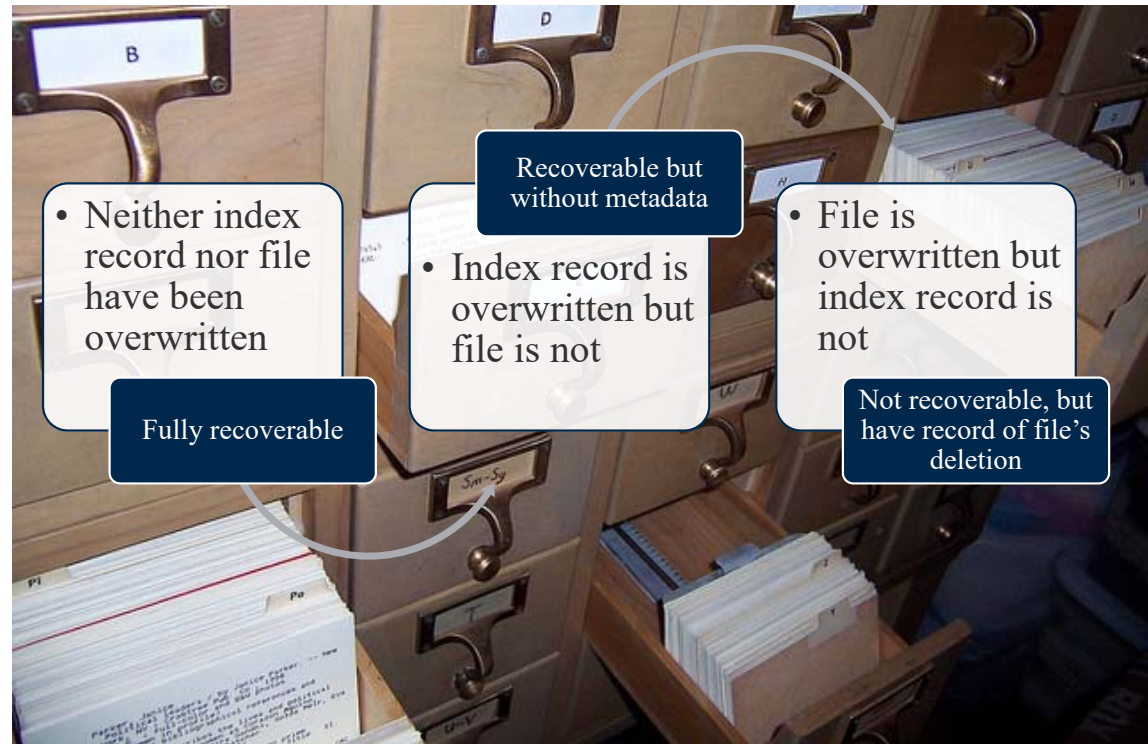 B
D
Recoverable but
without metadata
H
• Neither index
record nor file
have been
overwritten
• Index record is
overwritten but
file is not
• File is
overwritten but
index record is
not
Fully recoverable
W
Not recoverable, but
have record of file's
deletion
Sm-Sy
T
U-V
Pi
Po
Parker, Janice